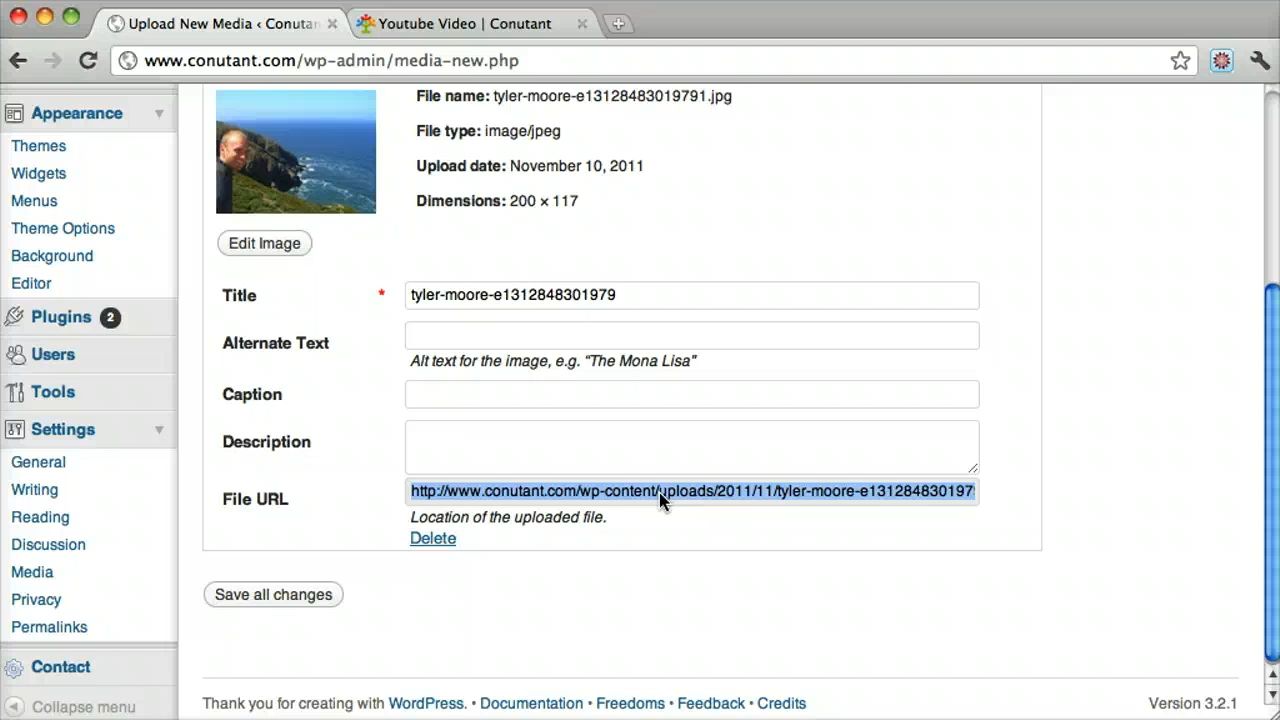 Upload New Media ‹ Conutan
Youtube Video | Conutant
www.conutant.com/wp-admin/media-new.php
Appearance
Themes
Widgets
Menus
Theme Options
Background
Editor
Plugins 2
Users
Tools
Settings
General
Writing
Reading
Discussion
Media
Privacy
Permalinks
Contact
Collapse menu
File name: tyler-moore-e13128483019791.jpg
File type: image/jpeg
Upload date: November 10, 2011
Dimensions: 200 × 117
Edit Image
Title * tyler-moore-e1312848301979
Alternate Text
Alt text for the image, e.g. “The Mona Lisa”
Caption
Description
File URL http://www.conutant.com/wp-content/uploads/2011/11/tyler-moore-e131284830197
Location of the uploaded file.
Delete
Save all changes
Thank you for creating with WordPress. • Documentation • Freedoms • Feedback • Credits
Version 3.2.1